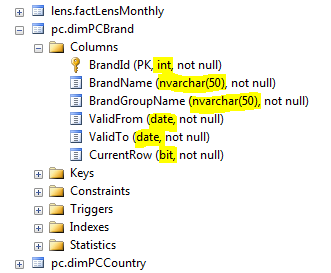 lens.factLensMonthly
pc.dimPCBrand
Columns
BrandId (PK, int, not null)
BrandName (nvarchar(50), not null)
BrandGroupName (nvarchar(50), not null)
ValidFrom (date, not null)
ValidTo (date, not null)
CurrentRow (bit, not null)
Keys
Constraints
Triggers
Indexes
Statistics
pc.dimPCCountry